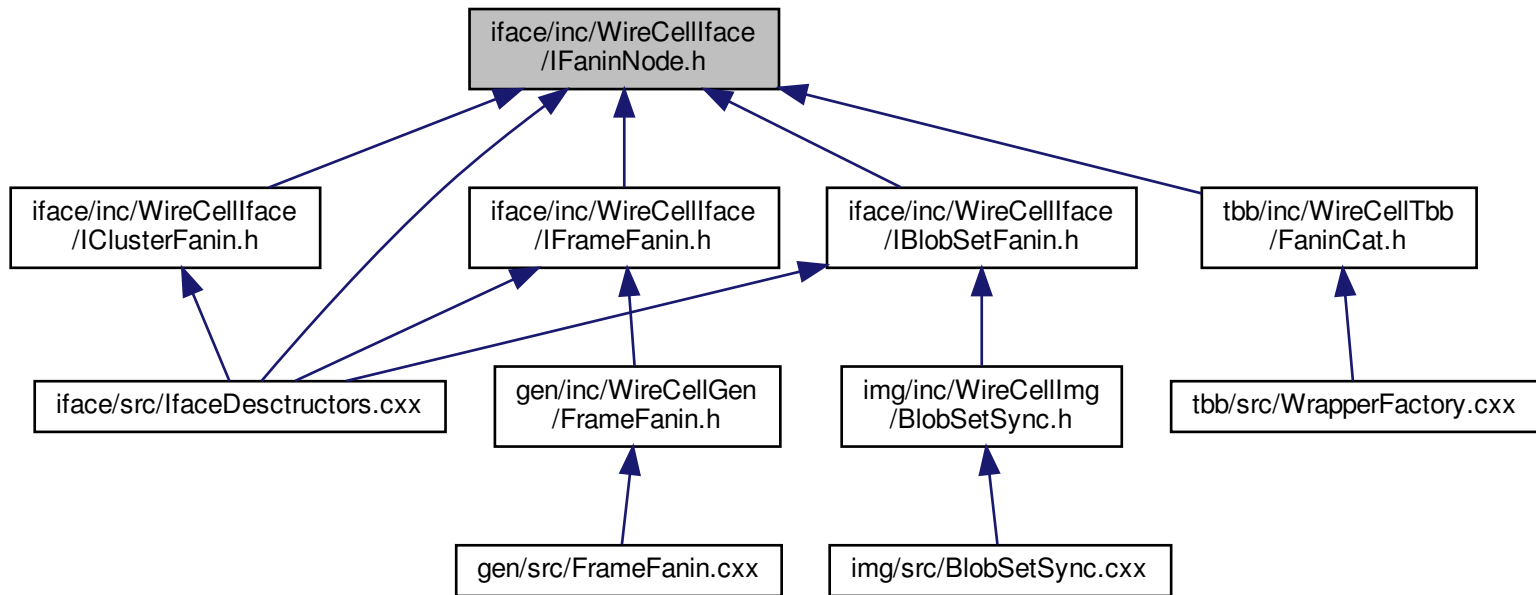 iface/inc/WireCellIface
/IFaninNode.h
iface/inc/WireCellIface
/IClusterFanin.h
iface/inc/WireCellIface
/IFrameFanin.h
iface/inc/WireCellIface
/IBlobSetFanin.h
tbb/inc/WireCellTbb
/FaninCat.h
iface/src/IfaceDesctructors.cxx
gen/inc/WireCellGen
/FrameFanin.h
img/inc/WireCellImg
/BlobSetSync.h
tbb/src/WrapperFactory.cxx
gen/src/FrameFanin.cxx
img/src/BlobSetSync.cxx